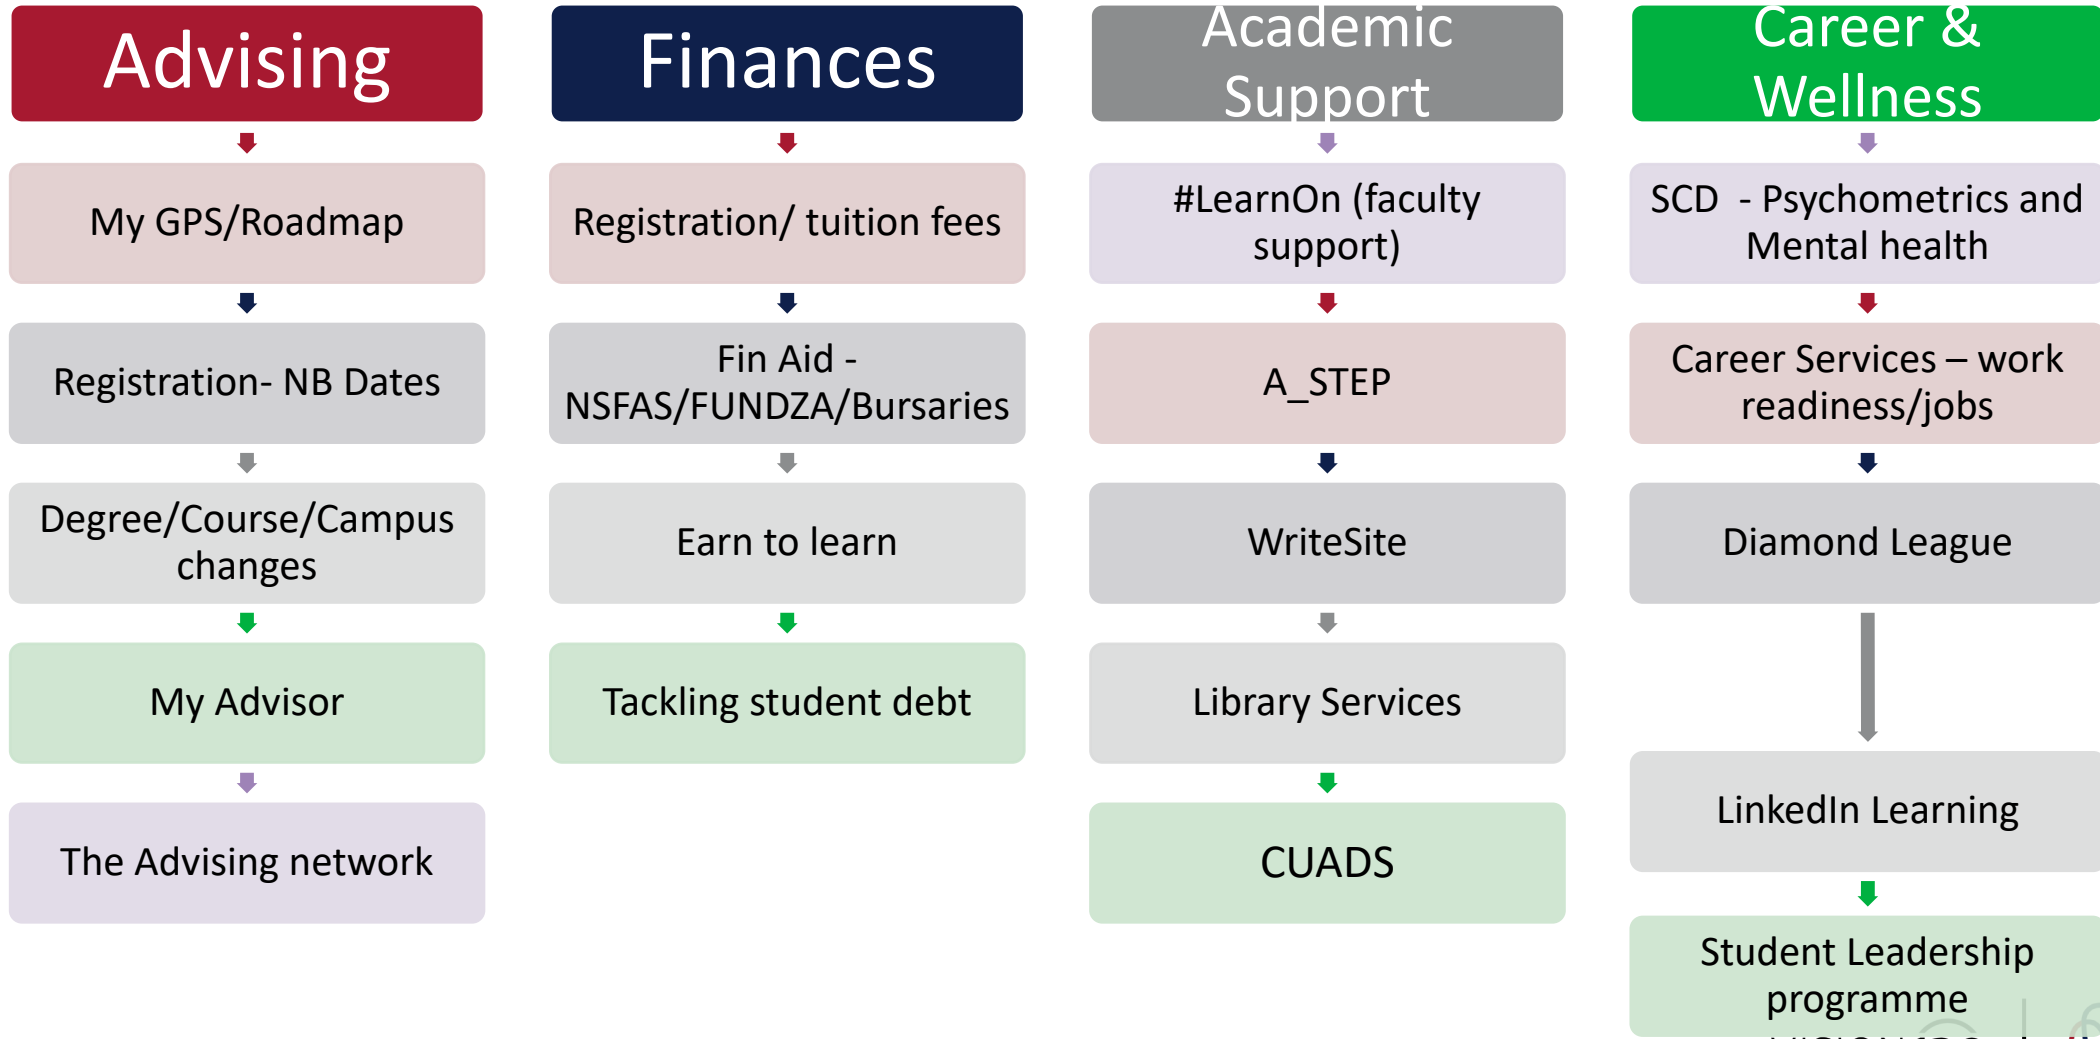 Advising
My GPS/Roadmap
Registration- NB Dates
Degree/Course/Campus
changes
My Advisor
The Advising network
Finances
Registration/ tuition fees
Fin Aid -
NSFAS/FUNDZA/Bursaries
Earn to learn
Tackling student debt
Academic
Support
#LearnOn (faculty
support)
A_STEP
WriteSite
Library Services
CUADS
Career &
Wellness
SCD  - Psychometrics and
Mental health
Career Services – work
readiness/jobs
Diamond League
LinkedIn Learning
Student Leadership
programme